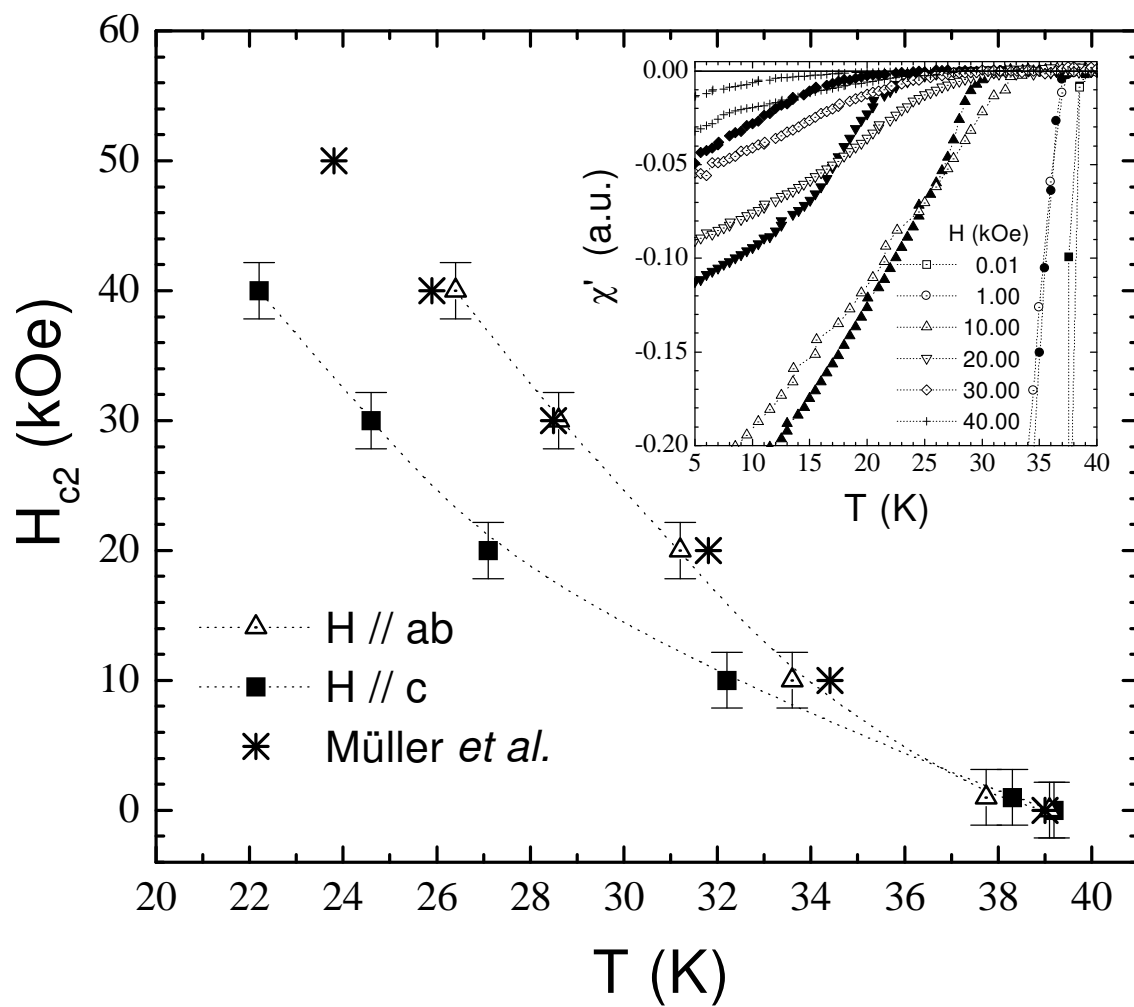 60
50
40
30
20
10
0
H_c2 (kOe)
20 22 24 26 28 30 32 34 36 38 40
T (K)
H // ab
H // c
Müller et al.
0.00
-0.05
-0.10
-0.15
-0.20
χ' (a.u.)
5 10 15 20 25 30 35 40
T (K)
H (kOe)
0.01
1.00
10.00
20.00
30.00
40.00